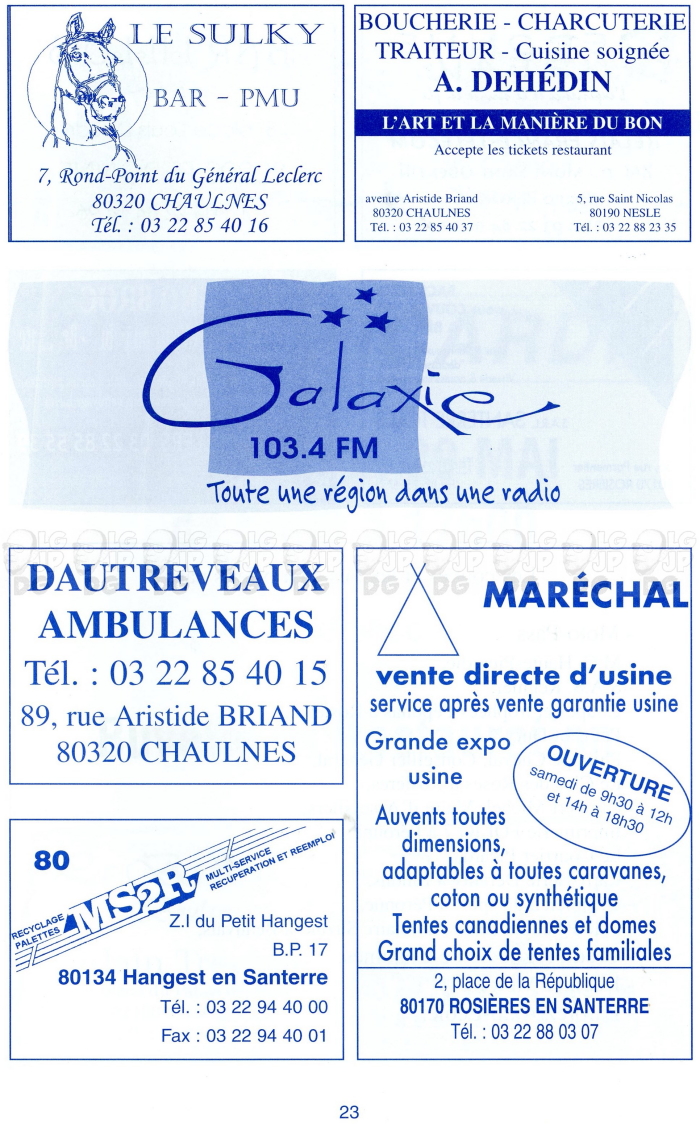 LE SULKY
BAR - PMU
7, Rond-Point du Général Leclerc
80320 CHAULNES
Tél. : 03 22 85 40 16
BOUCHERIE - CHARCUTERIE
TRAITEUR - Cuisine soignée
A. DEHÉDIN
L'ART ET LA MANIÈRE DU BON
Accepte les tickets restaurant
avenue Aristide Briand
80320 CHAULNES
Tél. : 03 22 85 40 37
5, rue Saint Nicolas
80190 NESLE
Tél. : 03 22 88 23 35
Galaxie
103.4 FM
Toute une région dans une radio
DAUTREVEAUX
AMBULANCES
Tél. : 03 22 85 40 15
89, rue Aristide BRIAND
80320 CHAULNES
80
RECYCLAGE
PALETTES
MS2R
MULTI-SERVICE
RECUPERATION ET REEMPLOI
Z.I du Petit Hangest
B.P. 17
80134 Hangest en Santerre
Tél. : 03 22 94 40 00
Fax : 03 22 94 40 01
MARÉCHAL
vente directe d'usine
service après vente garantie usine
Grande expo
usine
OUVERTURE
samedi de 9h30 à 12h
et 14h à 18h30
Auvents toutes
dimensions,
adaptables à toutes caravanes,
coton ou synthétique
Tentes canadiennes et domes
Grand choix de tentes familiales
2, place de la République
80170 ROSIÈRES EN SANTERRE
Tél. : 03 22 88 03 07
23